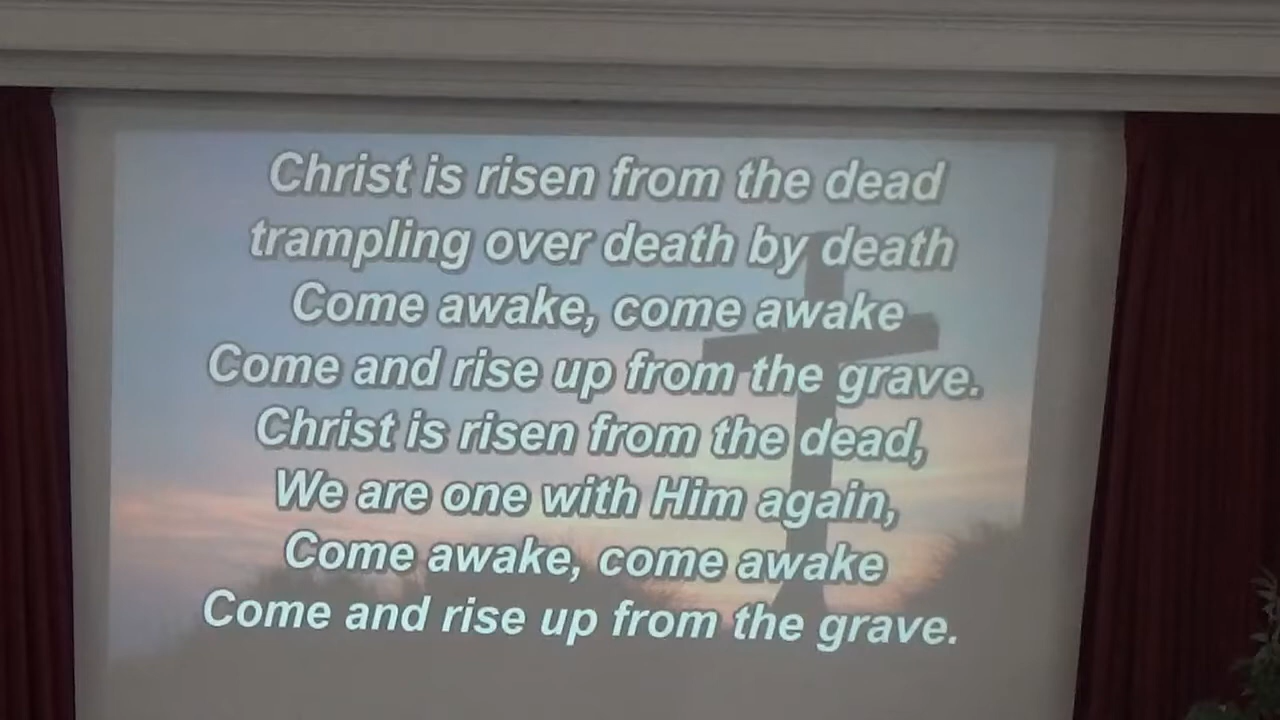 Christ is risen from the dead
trampling over death by death
Come awake, come awake
Come and rise up from the grave.
Christ is risen from the dead,
We are one with Him again,
Come awake, come awake
Come and rise up from the grave.